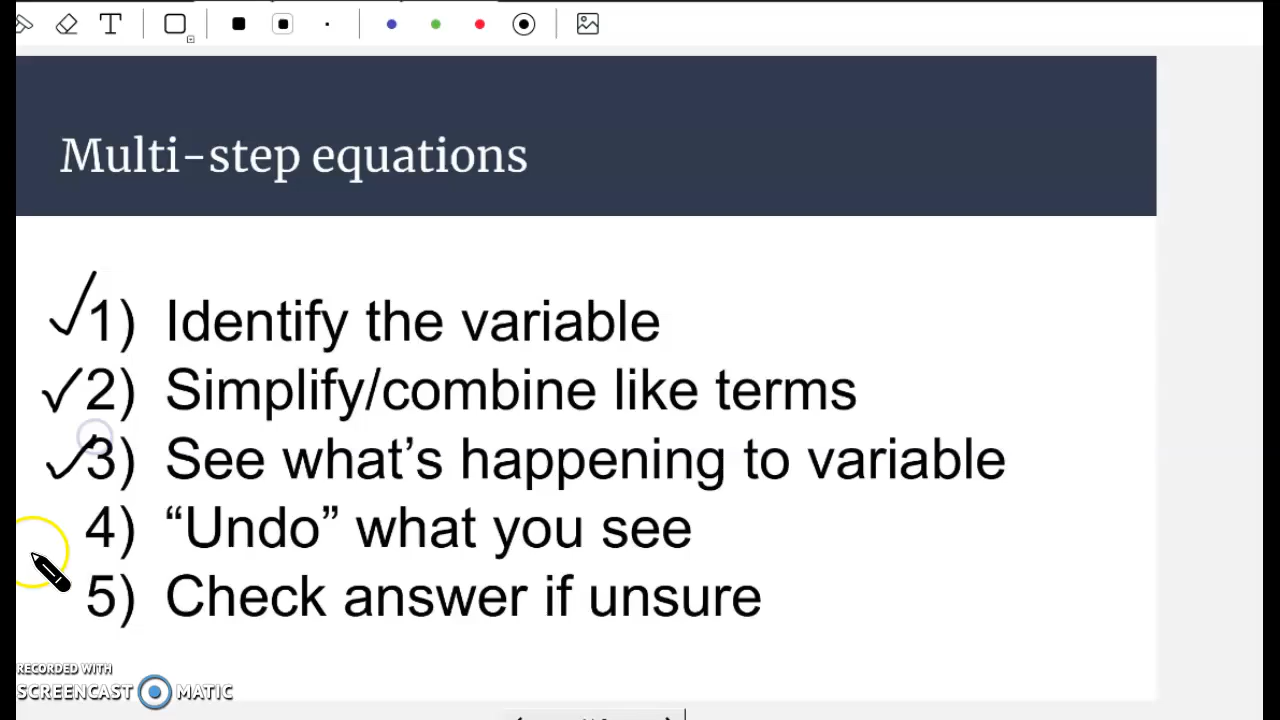 Multi-step equations
1) Identify the variable
2) Simplify/combine like terms
3) See what's happening to variable
4) “Undo” what you see
5) Check answer if unsure
RECORDED WITH
SCREENCAST MATIC